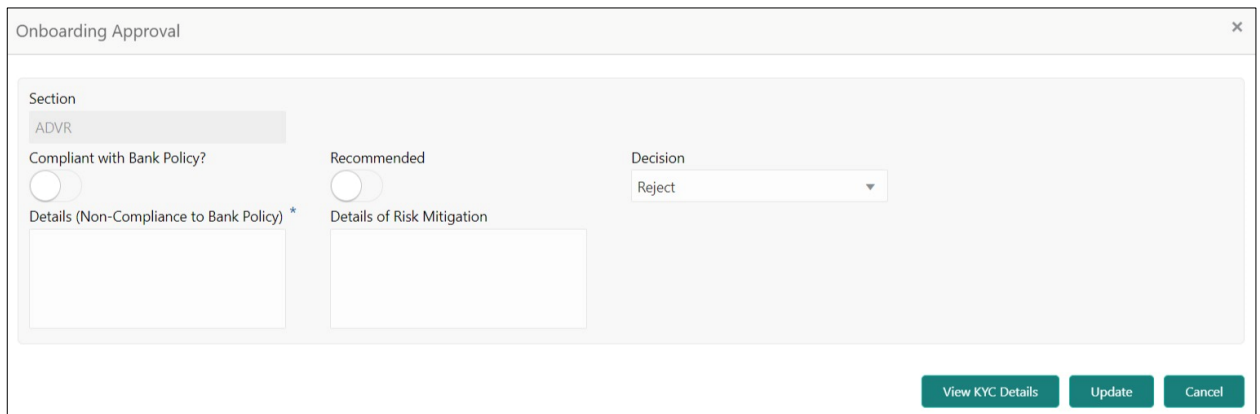 Onboarding Approval ×
Section
ADVR
Compliant with Bank Policy? Recommended Decision
Reject
Details (Non-Compliance to Bank Policy) * Details of Risk Mitigation
View KYC Details Update Cancel